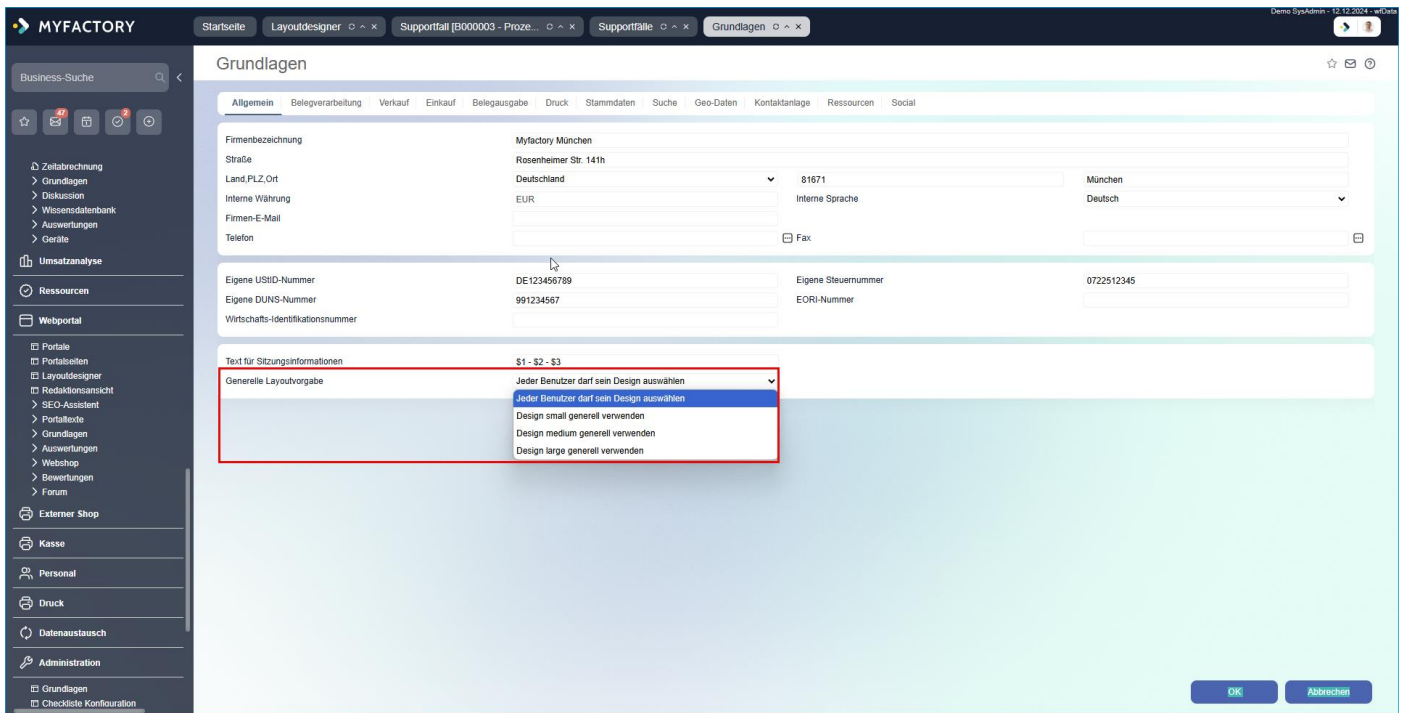 Demo SysAdmin - 12.12.2024 - wfData
MYFACTORY
Startseite
Layoutdesigner
Supportfall [B000003 - Proze...
Supportfälle
Grundlagen
Business-Suche
47
2
Zeitabrechnung
Grundlagen
Diskussion
Wissensdatenbank
Auswertungen
Geräte
Umsatzanalyse
Ressourcen
Webportal
Portale
Portalseiten
Layoutdesigner
Redaktionsansicht
SEO-Assistent
Portaltexte
Grundlagen
Auswertungen
Webshop
Bewertungen
Forum
Externer Shop
Kasse
Personal
Druck
Datenaustausch
Administration
Grundlagen
Checkliste Konfiguration
Grundlagen
Allgemein Belegverarbeitung Verkauf Einkauf Belegausgabe Druck Stammdaten Suche Geo-Daten Kontaktanlage Ressourcen Social
Firmenbezeichnung Myfactory München
Straße Rosenheimer Str. 141h
Land,PLZ,Ort Deutschland 81671 München
Interne Währung EUR Interne Sprache Deutsch
Firmen-E-Mail
Telefon Fax
Eigene UStID-Nummer DE123456789 Eigene Steuernummer 0722512345
Eigene DUNS-Nummer 991234567 EORI-Nummer
Wirtschafts-Identifikationsnummer
Text für Sitzungsinformationen $1 - $2 - $3
Generelle Layoutvorgabe Jeder Benutzer darf sein Design auswählen
Jeder Benutzer darf sein Design auswählen
Design small generell verwenden
Design medium generell verwenden
Design large generell verwenden
OK Abbrechen